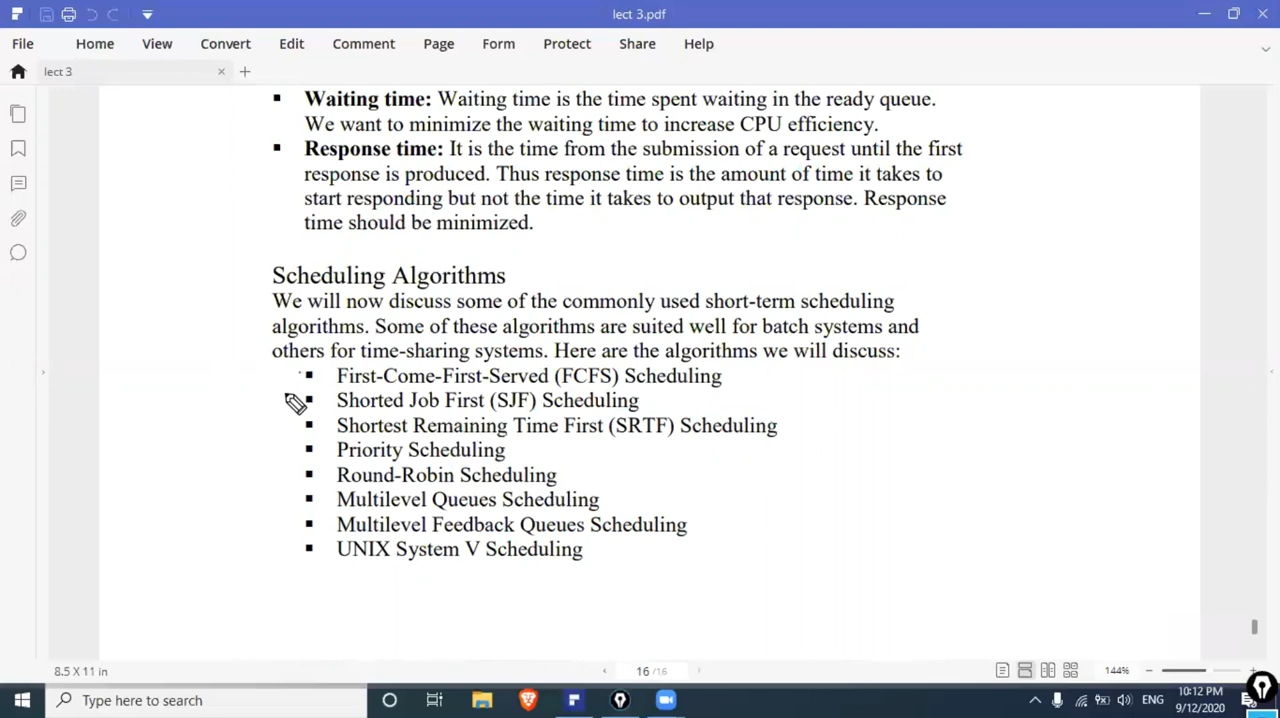 lect 3.pdf
File Home View Convert Edit Comment Page Form Protect Share Help
lect 3
▪ Waiting time: Waiting time is the time spent waiting in the ready queue.
We want to minimize the waiting time to increase CPU efficiency.
▪ Response time: It is the time from the submission of a request until the first
response is produced. Thus response time is the amount of time it takes to
start responding but not the time it takes to output that response. Response
time should be minimized.
Scheduling Algorithms
We will now discuss some of the commonly used short-term scheduling
algorithms. Some of these algorithms are suited well for batch systems and
others for time-sharing systems. Here are the algorithms we will discuss:
▪ First-Come-First-Served (FCFS) Scheduling
▪ Shorted Job First (SJF) Scheduling
▪ Shortest Remaining Time First (SRTF) Scheduling
▪ Priority Scheduling
▪ Round-Robin Scheduling
▪ Multilevel Queues Scheduling
▪ Multilevel Feedback Queues Scheduling
▪ UNIX System V Scheduling
8.5 X 11 in 16 /16 144%
Type here to search ENG 10:12 PM
9/12/2020